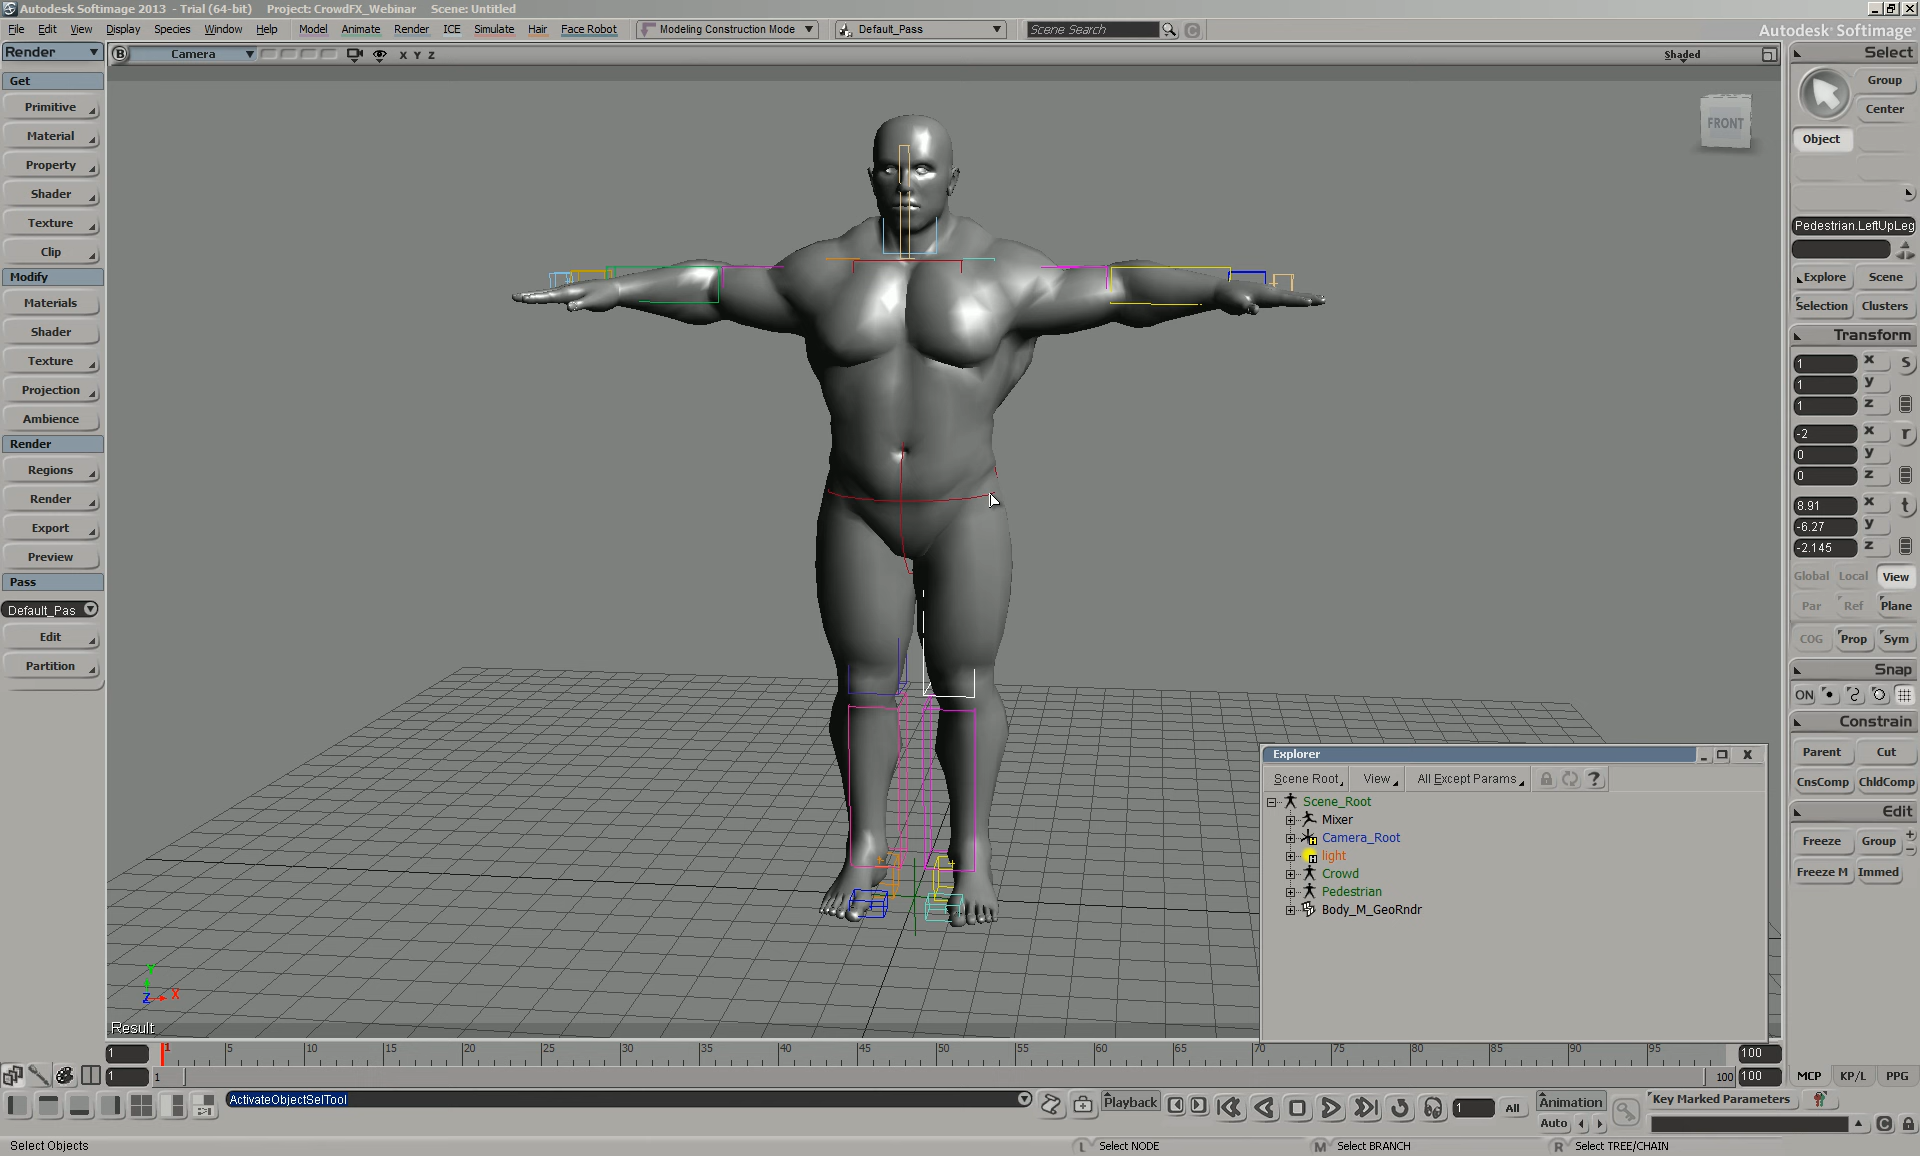 Autodesk Softimage 2013 - Trial (64-bit) Project: CrowdFX_Webinar Scene: Untitled
File Edit View Display Species Window Help Model Animate Render ICE Simulate Hair Face Robot Modeling Construction Mode Default_Pass Scene Search
Autodesk® Softimage®
Render
B Camera X Y Z Shaded
Get
Primitive
Material
Property
Shader
Texture
Clip
Modify
Materials
Shader
Texture
Projection
Ambience
Render
Regions
Render
Export
Preview
Pass
Default_Pas
Edit
Partition
FRONT
Y
Z X
Result
Select
Group
Center
Object
Pedestrian.LeftUpLeg
Explore Scene
Selection Clusters
Transform
1 x s
1 y
1 z
-2 x r
0 y
0 z
8.91 x t
-6.27 y
-2.145 z
Global Local View
Par Ref Plane
COG Prop Sym
Snap
ON
Constrain
Parent Cut
CnsComp ChldComp
Edit
Freeze Group + -
Freeze M Immed
Explorer
Scene Root View All Except Params ?
Scene_Root
Mixer
Camera_Root
light
Crowd
Pedestrian
Body_M_GeoRndr
1 1 5 10 15 20 25 30 35 40 45 50 55 60 65 70 75 80 85 90 95 100
1 1 100 100
MCP KP/L PPG
ActivateObjectSelTool
Playback 1 All Animation
Auto
Key Marked Parameters
Select Objects
L Select NODE M Select BRANCH R Select TREE/CHAIN